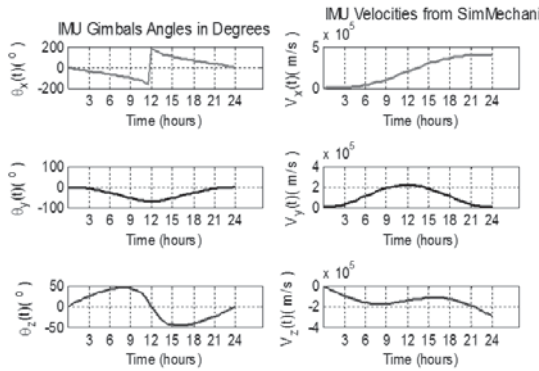 IMU Gimbals Angles in Degrees
200
0
-200
θx(t)(°)
3 6 9 12 15 18 21 24
Time (hours)
100
0
-100
θy(t)(°)
3 6 9 12 15 18 21 24
Time (hours)
50
0
-50
θz(t)(°)
3 6 9 12 15 18 21 24
Time (hours)
IMU Velocities from SimMechani
x 10^5
5
0
Vx(t)(m/s)
3 6 9 12 15 18 21 24
Time (hours)
x 10^5
4
2
0
Vy(t)(m/s)
3 6 9 12 15 18 21 24
Time (hours)
x 10^5
0
-2
-4
Vz(t)(m/s)
3 6 9 12 15 18 21 24
Time (hours)